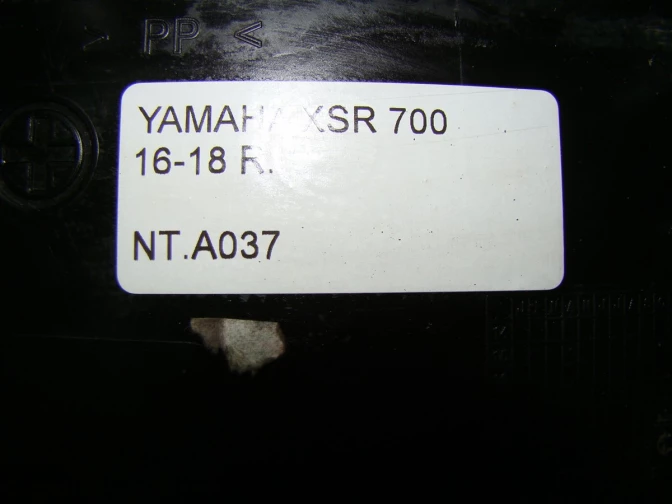 > PP <
YAMAHA XSR 700
16-18 R.
NT.A037